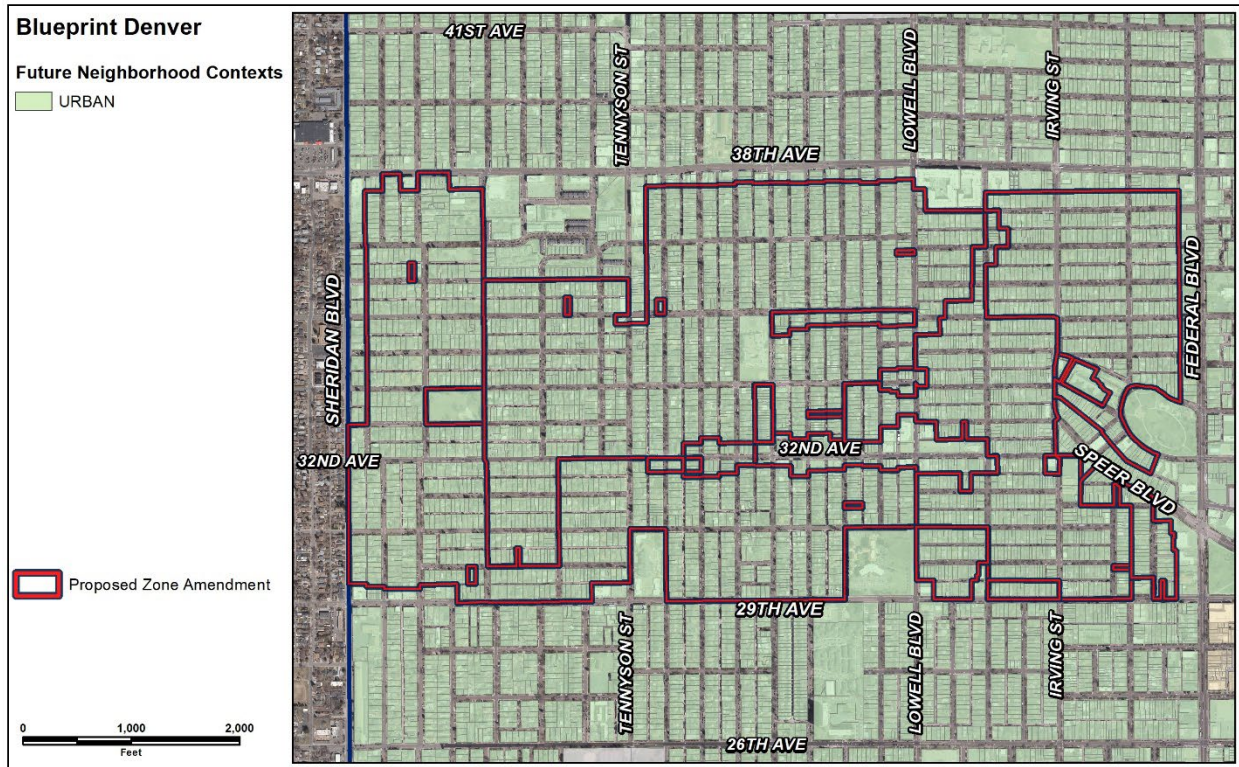 Blueprint Denver
Future Neighborhood Contexts
URBAN
Proposed Zone Amendment
0 1,000 2,000
Feet
41ST AVE
TENNYSON ST
LOWELL BLVD
IRVING ST
38TH AVE
SHERIDAN BLVD
FEDERAL BLVD
32ND AVE
32ND AVE
SPEER BLVD
29TH AVE
TENNYSON ST
LOWELL BLVD
IRVING ST
26TH AVE